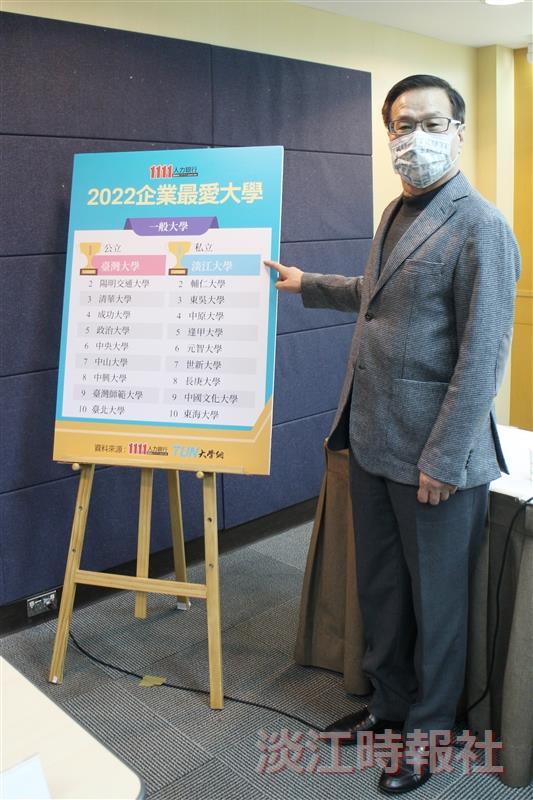 1111人力銀行
2022企業最愛大學
一般大學
1 公立
臺灣大學
2 陽明交通大學
3 清華大學
4 成功大學
5 政治大學
6 中央大學
7 中山大學
8 中興大學
9 臺灣師範大學
10 臺北大學
1 私立
淡江大學
2 輔仁大學
3 東吳大學
4 中原大學
5 逢甲大學
6 元智大學
7 世新大學
8 長庚大學
9 中國文化大學
10 東海大學
資料來源：1111人力銀行 TUN大學網
淡江時報社